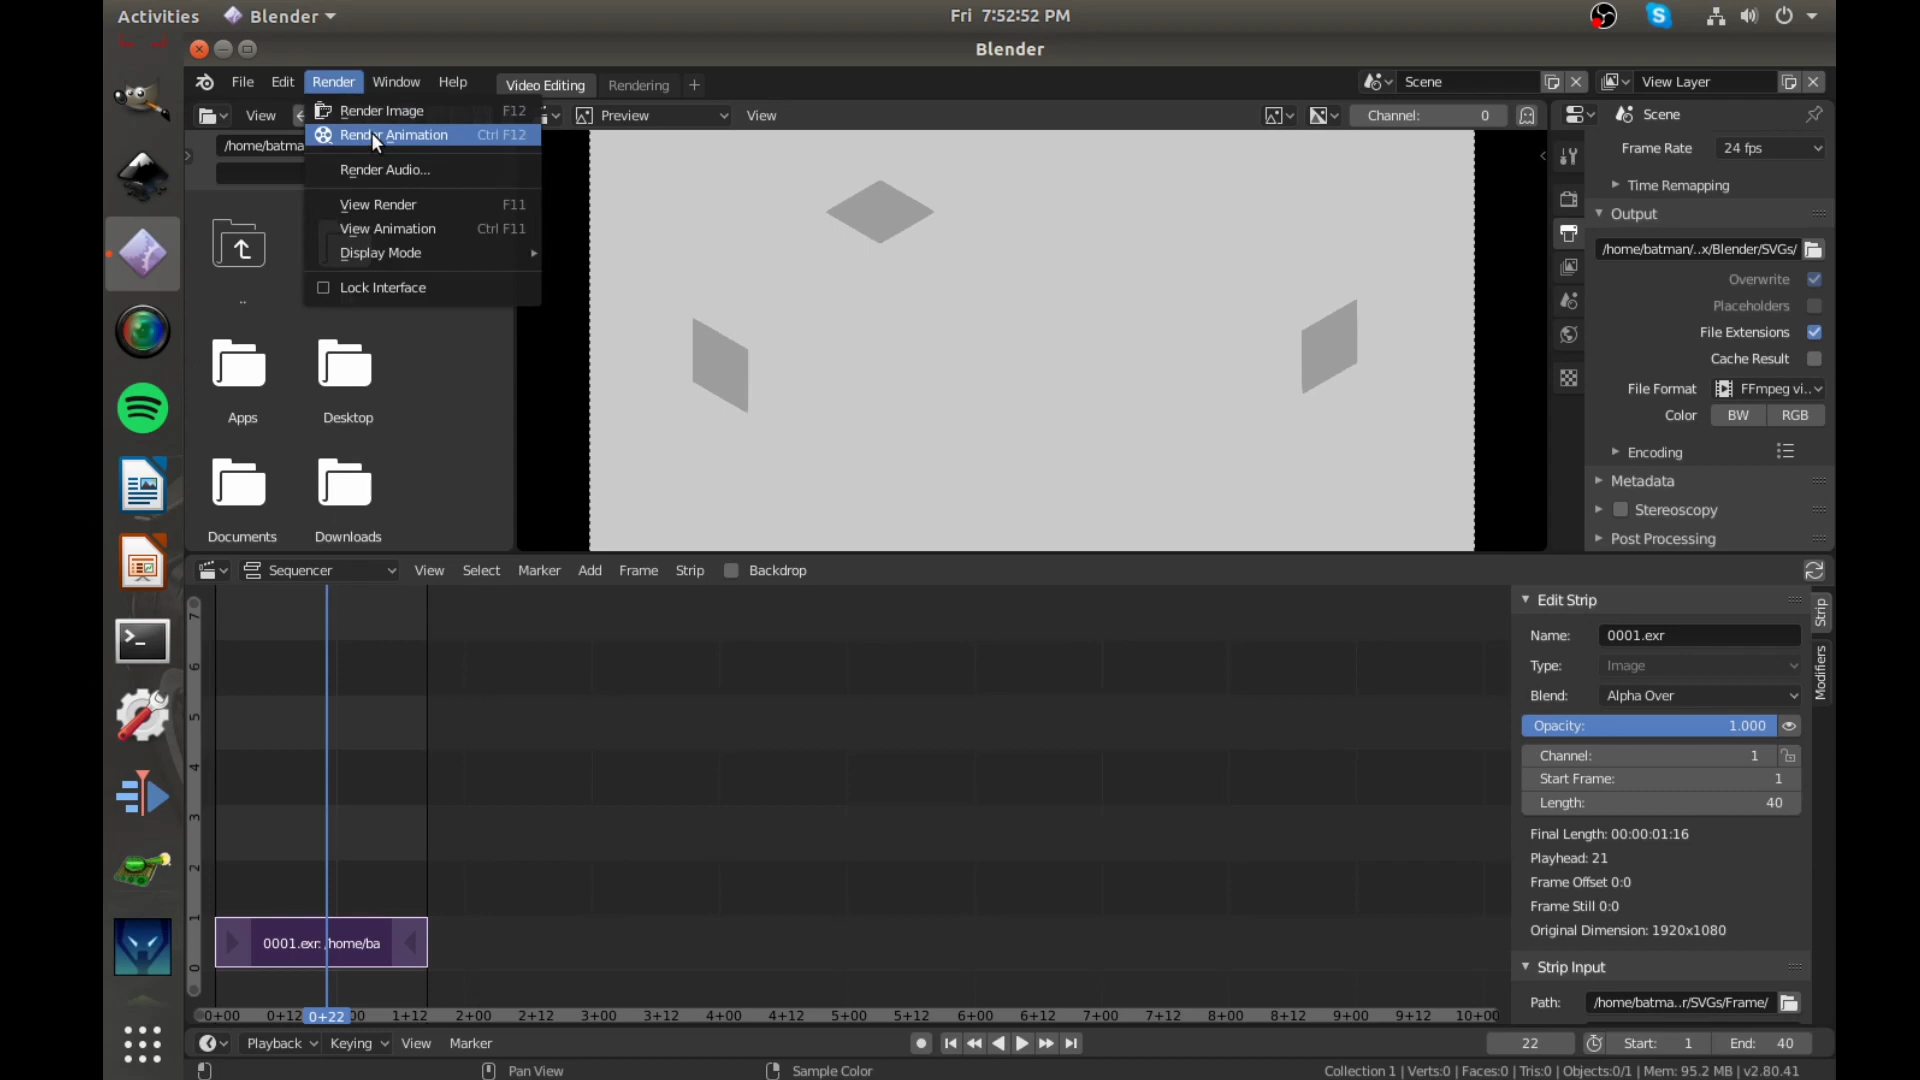 Activities Blender Fri 7:52:52 PM
Blender
File Edit Render Window Help Video Editing Rendering + Scene View Layer
View Preview View Channel: 0 Scene
Render Image F12
Render Animation Ctrl F12
Render Audio...
View Render F11
View Animation Ctrl F11
Display Mode
Lock Interface
/home/batma
..
Apps Desktop
Documents Downloads
Frame Rate 24 fps
Time Remapping
Output
/home/batman/..x/Blender/SVGs/
Overwrite
Placeholders
File Extensions
Cache Result
File Format FFmpeg vi..
Color BW RGB
Encoding
Metadata
Stereoscopy
Post Processing
Sequencer View Select Marker Add Frame Strip Backdrop
7
6
5
4
3
2
1
0
0001.exr: /home/ba
Edit Strip
Strip
Modifiers
Name: 0001.exr
Type: Image
Blend: Alpha Over
Opacity: 1.000
Channel: 1
Start Frame: 1
Length: 40
Final Length: 00:00:01:16
Playhead: 21
Frame Offset 0:0
Frame Still 0:0
Original Dimension: 1920x1080
Strip Input
Path: /home/batma..r/SVGs/Frame/
0+00 0+12 0+22 00 1+12 2+00 2+12 3+00 3+12 4+00 4+12 5+00 5+12 6+00 6+12 7+00 7+12 8+00 8+12 9+00 9+12 10+00
Playback Keying View Marker 22 Start: 1 End: 40
Pan View Sample Color Collection 1 | Verts:0 | Faces:0 | Tris:0 | Objects:0/1 | Mem: 95.2 MB | v2.80.41